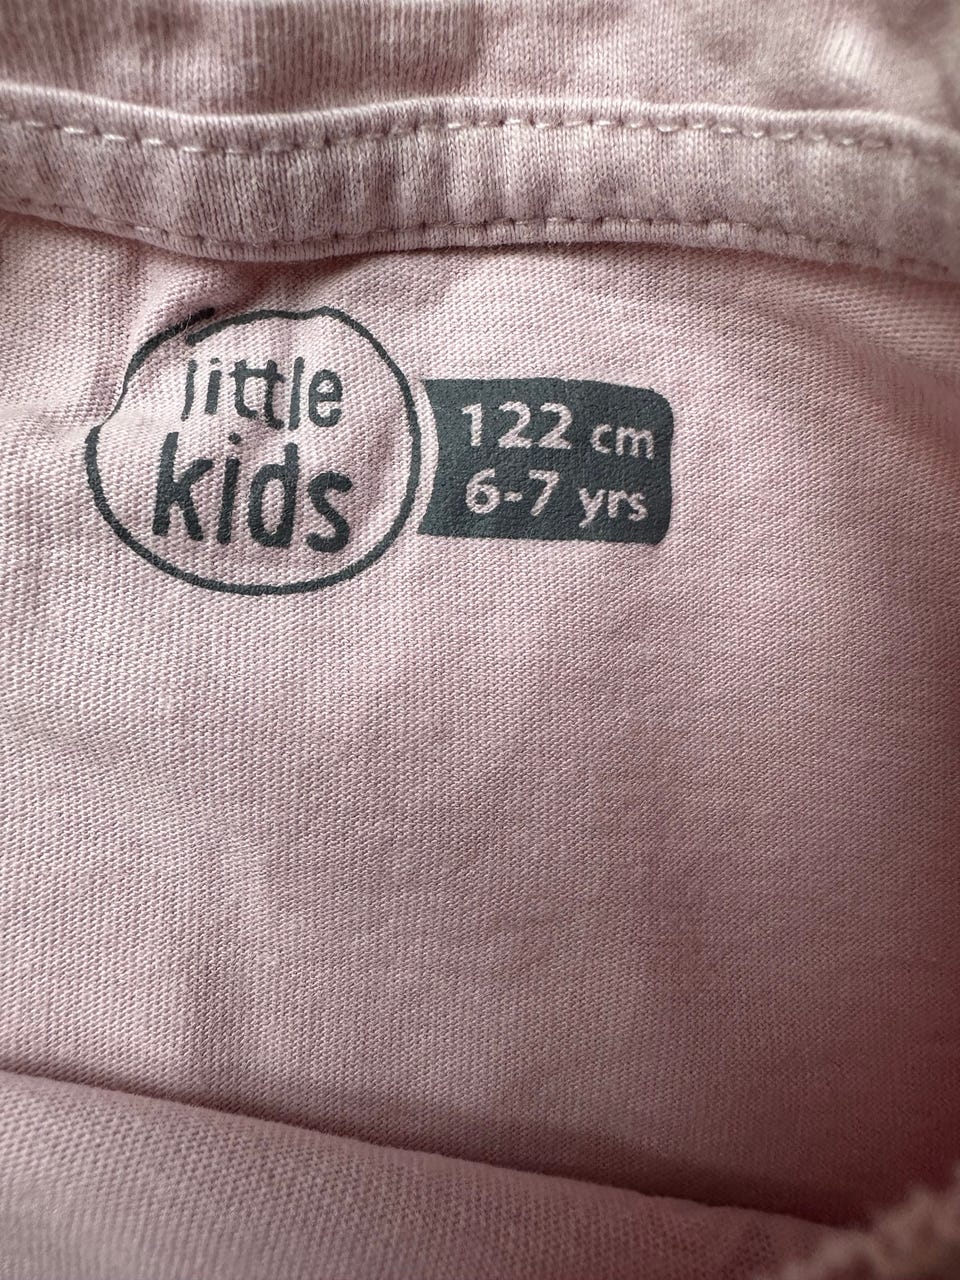 little
kids
122 cm
6-7 yrs